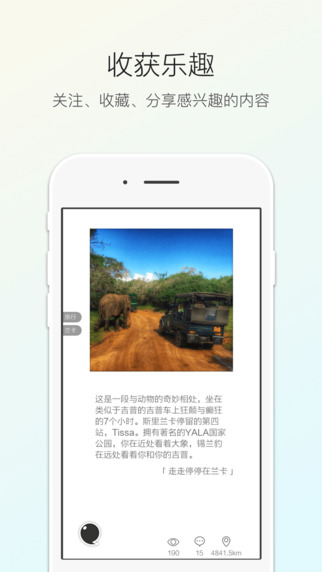 收获乐趣
关注、收藏、分享感兴趣的内容
旅行
兰卡
这是一段与动物的奇妙相处，坐在
类似于吉普的吉普车上狂颠与癫狂
的7个小时。斯里兰卡停留的第四
站，Tissa。拥有著名的YALA国家
公园，你在近处看着大象，锡兰豹
在远处看着你和你的吉普。
「 走走停停在兰卡 」
190 15 4841.5km